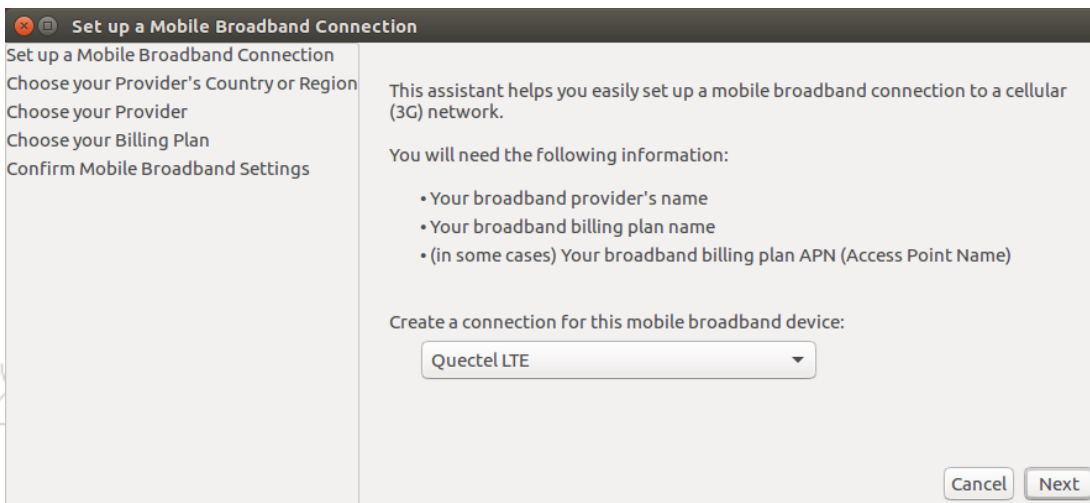 Set up a Mobile Broadband Connection
Set up a Mobile Broadband Connection
Choose your Provider's Country or Region
Choose your Provider
Choose your Billing Plan
Confirm Mobile Broadband Settings
This assistant helps you easily set up a mobile broadband connection to a cellular
(3G) network.
You will need the following information:
• Your broadband provider's name
• Your broadband billing plan name
• (in some cases) Your broadband billing plan APN (Access Point Name)
Create a connection for this mobile broadband device:
Quectel LTE
Cancel Next